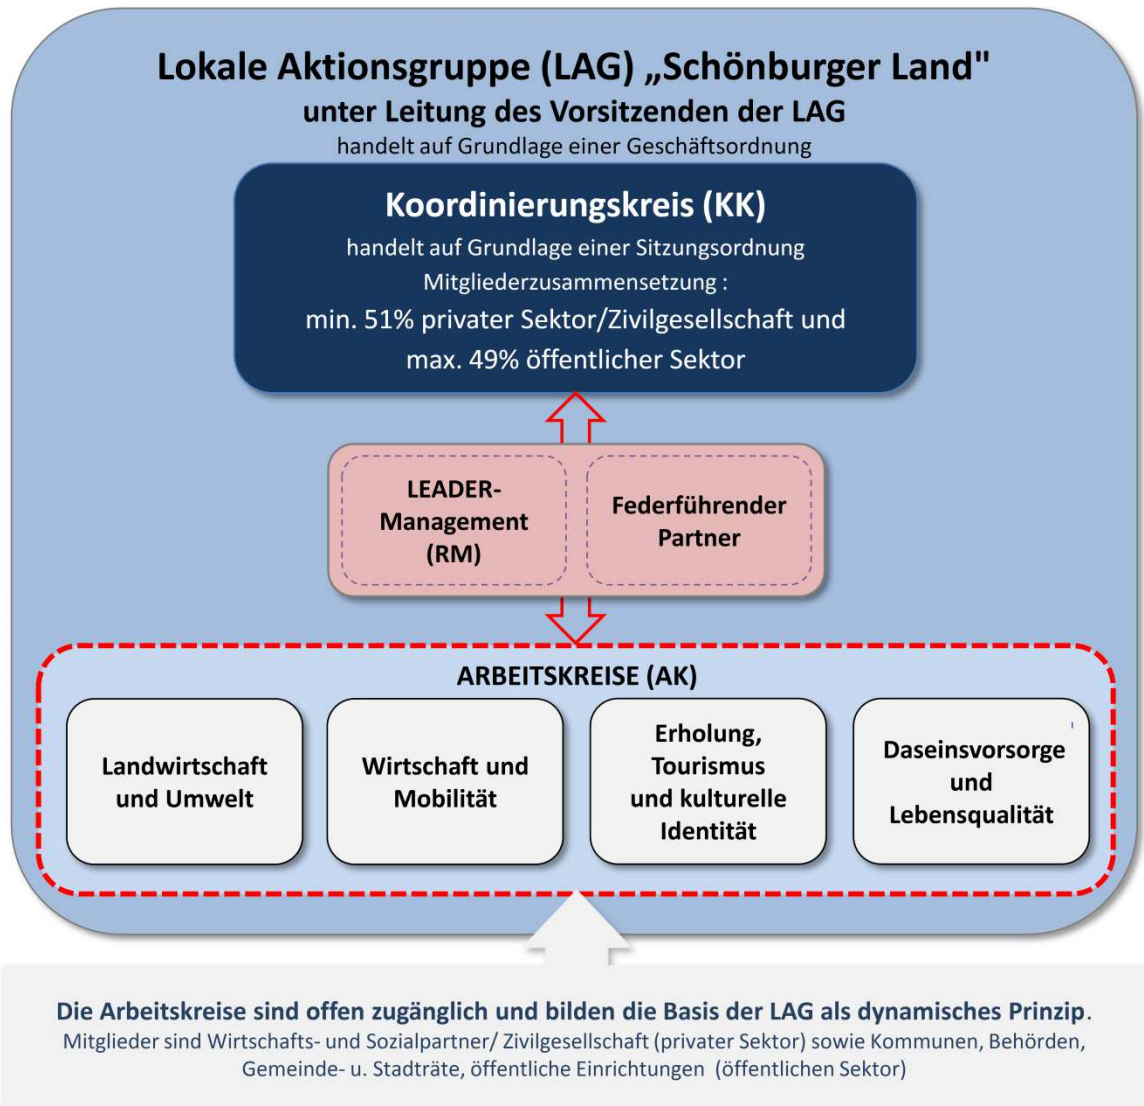 Lokale Aktionsgruppe (LAG) „Schönburger Land"
unter Leitung des Vorsitzenden der LAG
handelt auf Grundlage einer Geschäftsordnung
Koordinierungskreis (KK)
handelt auf Grundlage einer Sitzungsordnung
Mitgliederzusammensetzung :
min. 51% privater Sektor/Zivilgesellschaft und
max. 49% öffentlicher Sektor
LEADER-
Management
(RM)
Federführender
Partner
ARBEITSKREISE (AK)
Landwirtschaft
und Umwelt
Wirtschaft und
Mobilität
Erholung,
Tourismus
und kulturelle
Identität
Daseinsvorsorge
und
Lebensqualität
Die Arbeitskreise sind offen zugänglich und bilden die Basis der LAG als dynamisches Prinzip.
Mitglieder sind Wirtschafts- und Sozialpartner/ Zivilgesellschaft (privater Sektor) sowie Kommunen, Behörden,
Gemeinde- u. Stadträte, öffentliche Einrichtungen (öffentlichen Sektor)